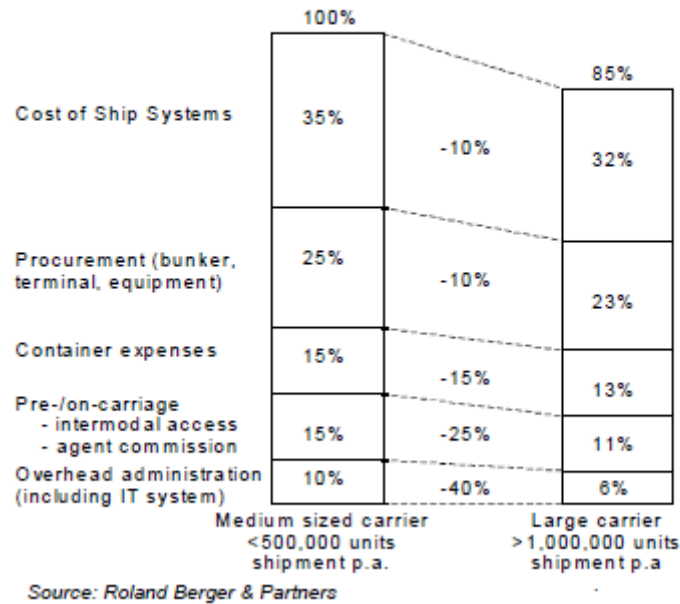 100%
85%
Cost of Ship Systems
35%
-10%
32%
Procurement (bunker,
terminal, equipment)
25%
-10%
23%
Container expenses
15%
-15%
13%
Pre-/on-carriage
- intermodal access
- agent commission
15%
-25%
11%
Overhead administration
(including IT system)
10%
-40%
6%
Medium sized carrier
<500,000 units
shipment p.a.
Large carrier
>1,000,000 units
shipment p.a
Source: Roland Berger & Partners